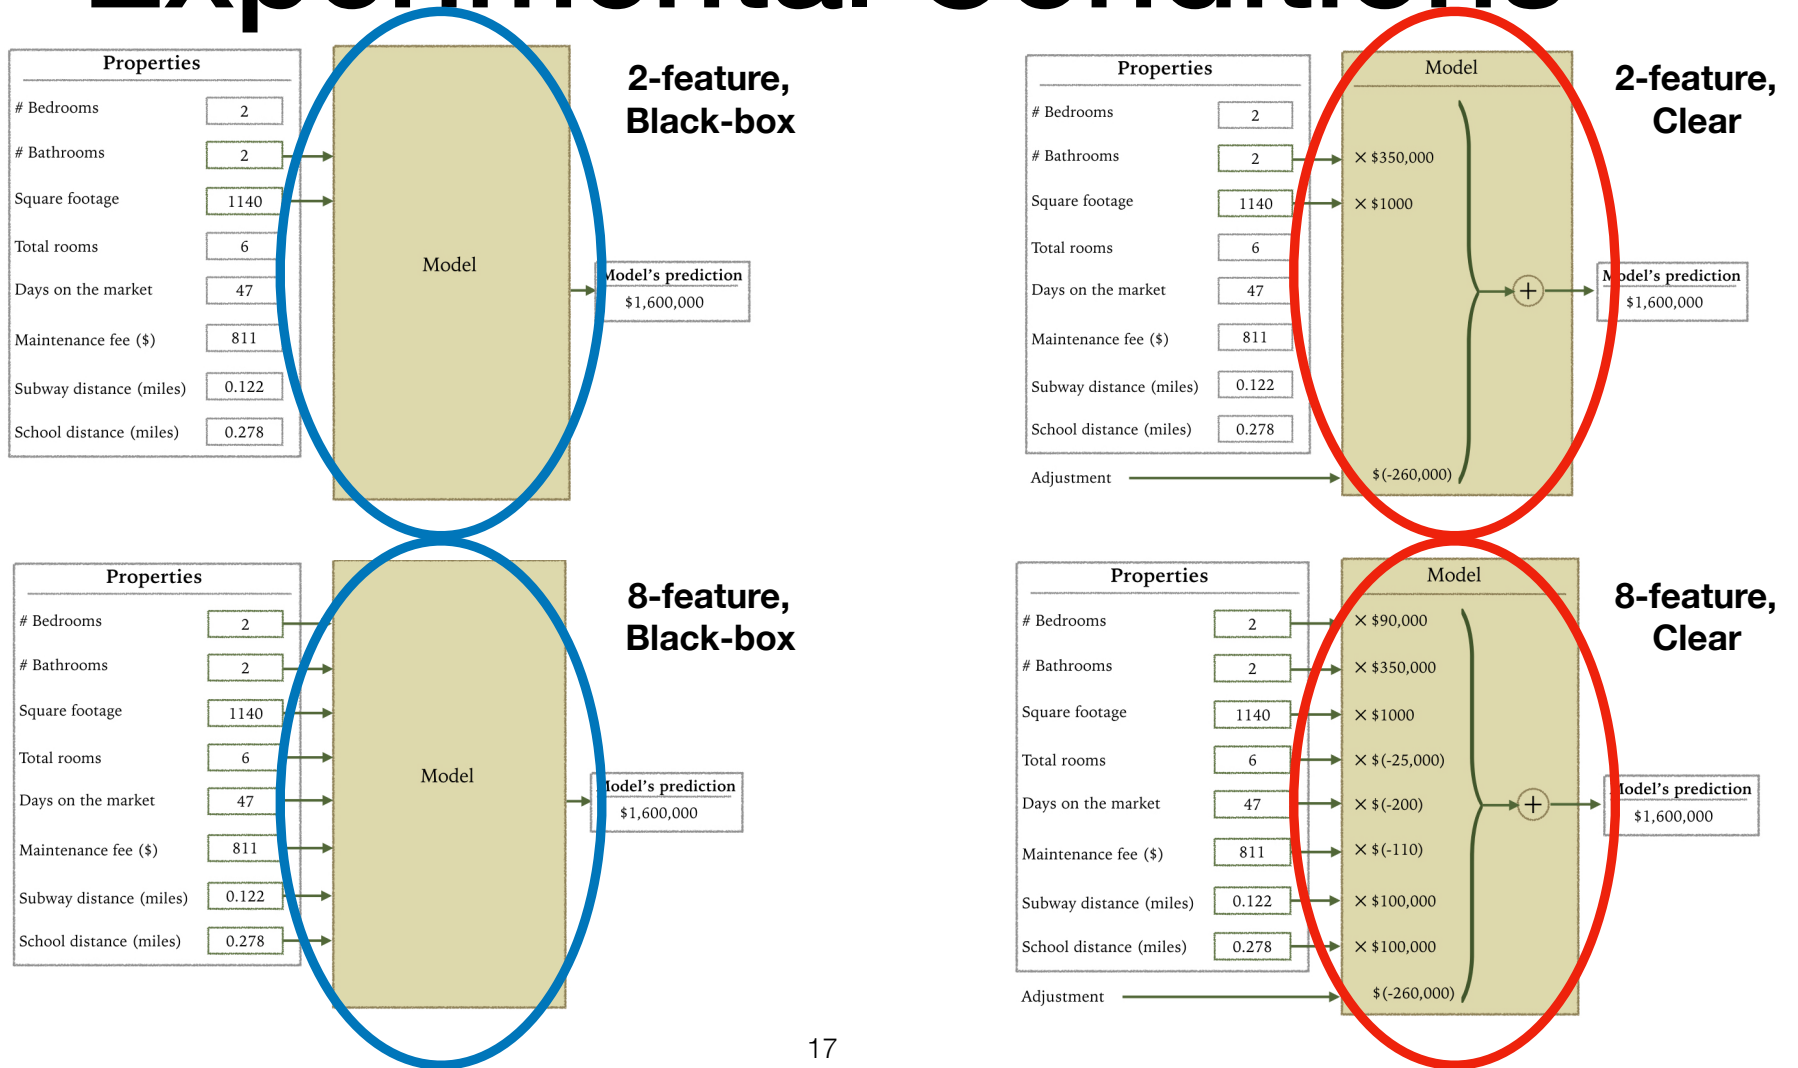 Experimental Conditions
Properties
# Bedrooms 2
# Bathrooms 2
Square footage 1140
Total rooms 6
Days on the market 47
Maintenance fee ($) 811
Subway distance (miles) 0.122
School distance (miles) 0.278
Model
Model's prediction
$1,600,000
2-feature,
Black-box
Properties
# Bedrooms 2
# Bathrooms 2
Square footage 1140
Total rooms 6
Days on the market 47
Maintenance fee ($) 811
Subway distance (miles) 0.122
School distance (miles) 0.278
Adjustment
Model
× $350,000
× $1000
$(-260,000)
+
Model's prediction
$1,600,000
2-feature,
Clear
Properties
# Bedrooms 2
# Bathrooms 2
Square footage 1140
Total rooms 6
Days on the market 47
Maintenance fee ($) 811
Subway distance (miles) 0.122
School distance (miles) 0.278
Model
Model's prediction
$1,600,000
8-feature,
Black-box
Properties
# Bedrooms 2
# Bathrooms 2
Square footage 1140
Total rooms 6
Days on the market 47
Maintenance fee ($) 811
Subway distance (miles) 0.122
School distance (miles) 0.278
Adjustment
Model
× $90,000
× $350,000
× $1000
× $(-25,000)
× $(-200)
× $(-110)
× $100,000
× $100,000
$(-260,000)
+
Model's prediction
$1,600,000
8-feature,
Clear
17